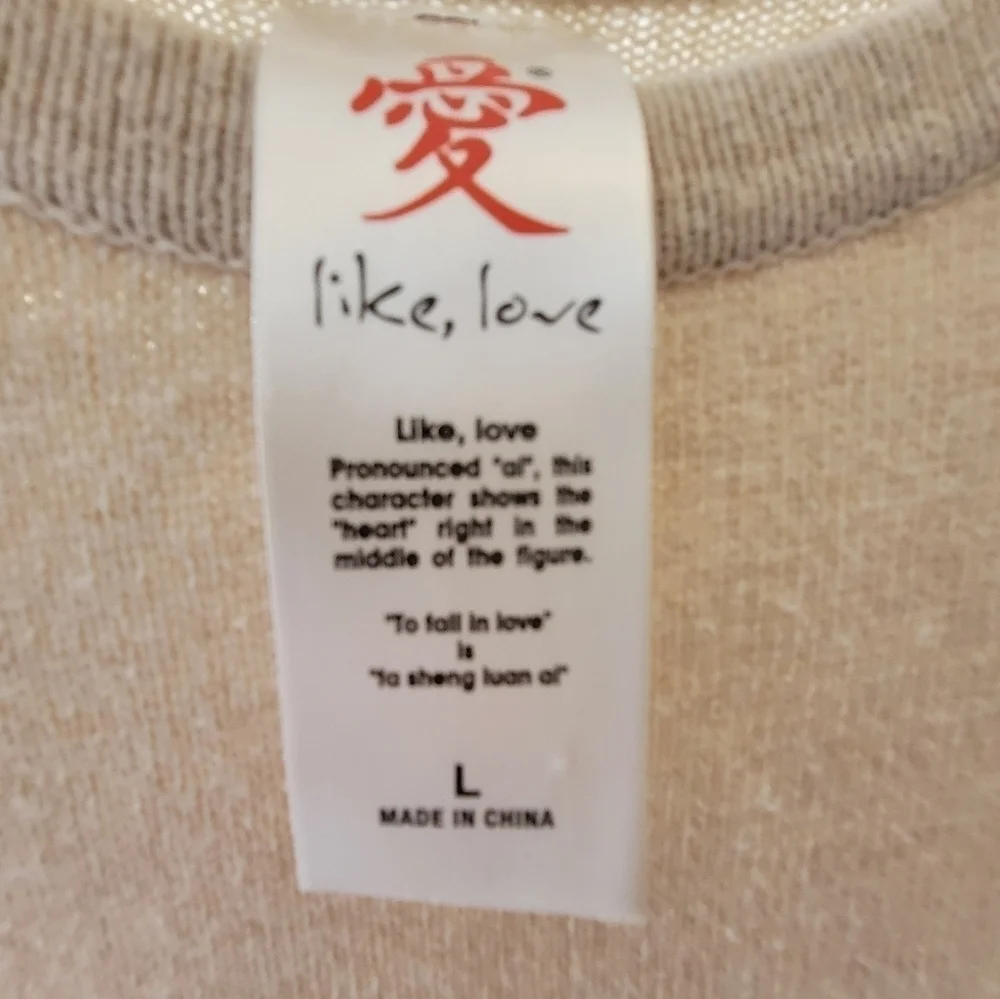 愛
like, love
Like, love
Pronounced "ai", this
character shows the
"heart" right in the
middle of the figure.
"To fall in love"
is
"fa sheng luan ai"
L
MADE IN CHINA